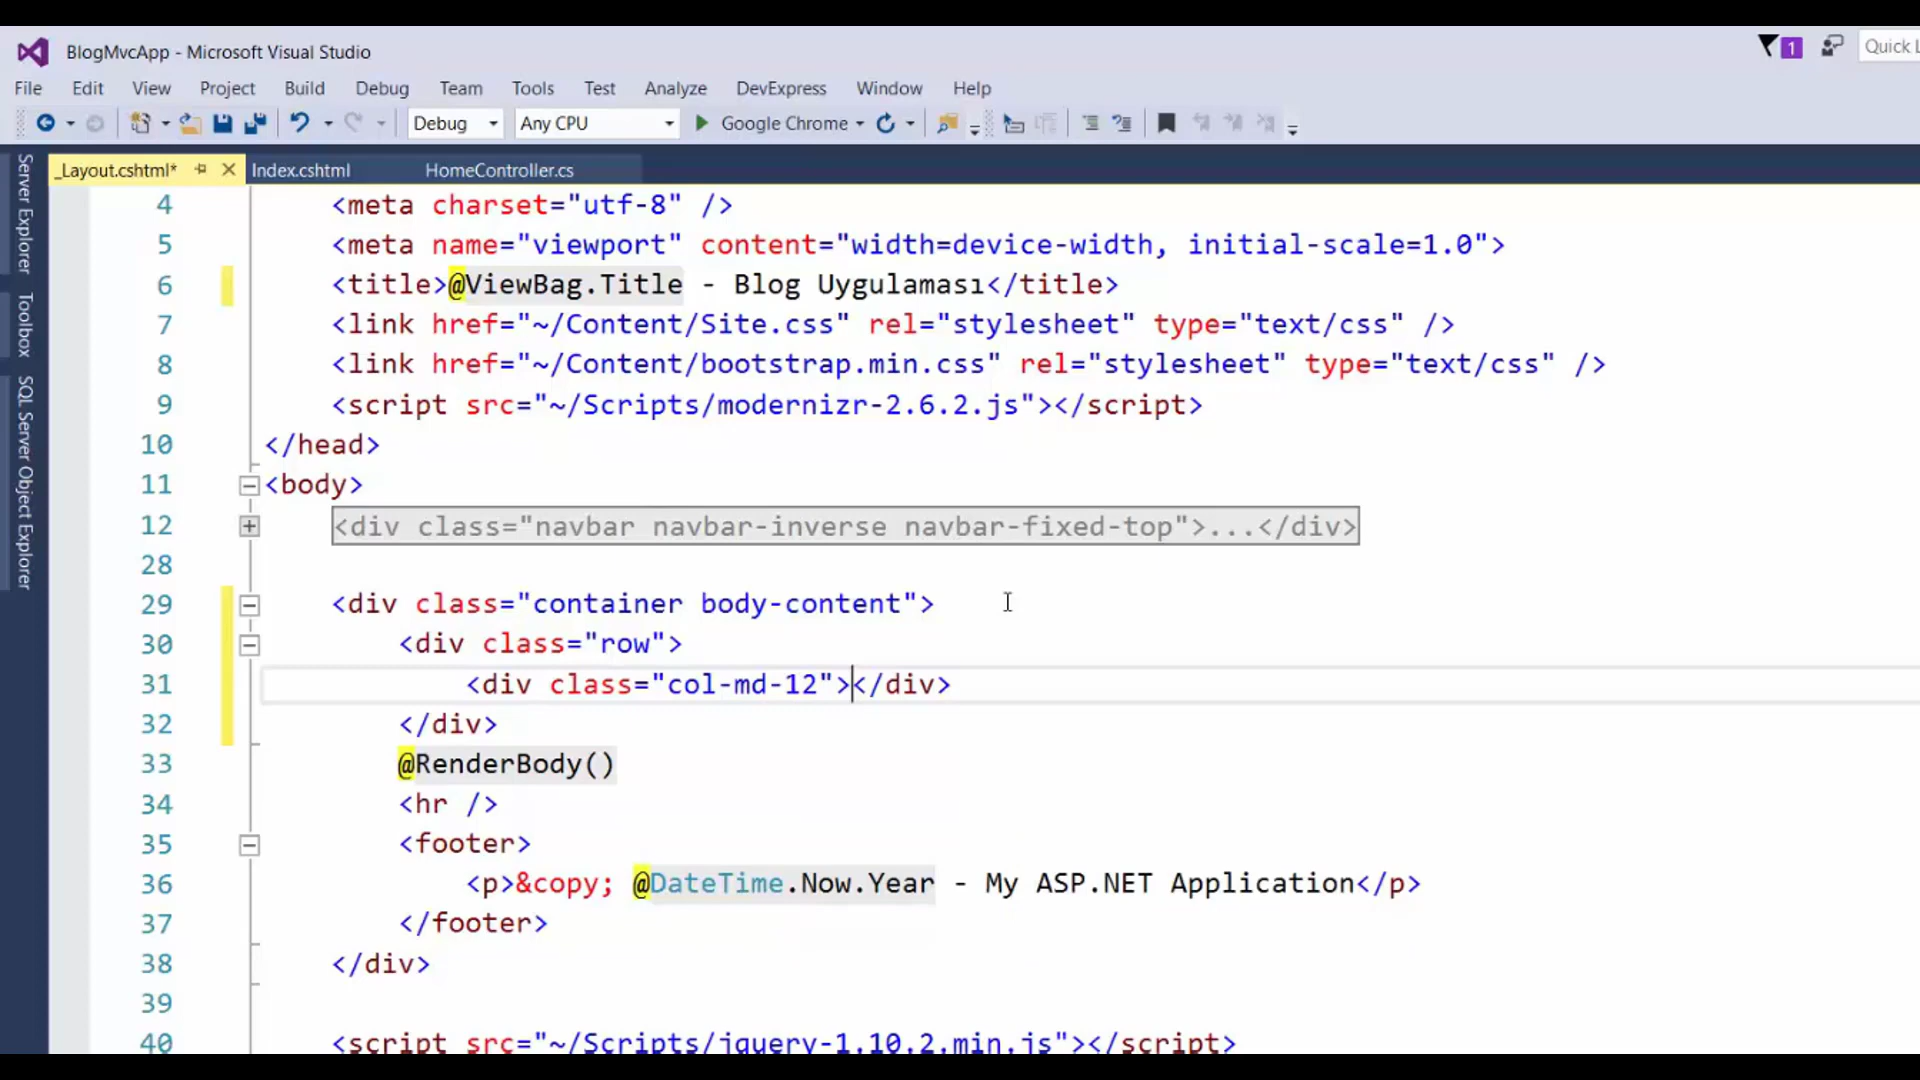 BlogMvcApp - Microsoft Visual Studio
1
Quick L
File Edit View Project Build Debug Team Tools Test Analyze DevExpress Window Help
Debug Any CPU Google Chrome
_Layout.cshtml* Index.cshtml HomeController.cs
Server Explorer
Toolbox
SQL Server Object Explorer
4 <meta charset="utf-8" />
5 <meta name="viewport" content="width=device-width, initial-scale=1.0">
6 <title>@ViewBag.Title - Blog Uygulaması</title>
7 <link href="~/Content/Site.css" rel="stylesheet" type="text/css" />
8 <link href="~/Content/bootstrap.min.css" rel="stylesheet" type="text/css" />
9 <script src="~/Scripts/modernizr-2.6.2.js"></script>
10 </head>
11 <body>
12 <div class="navbar navbar-inverse navbar-fixed-top">...</div>
28
29 <div class="container body-content">
30 <div class="row">
31 <div class="col-md-12"></div>
32 </div>
33 @RenderBody()
34 <hr />
35 <footer>
36 <p>&copy; @DateTime.Now.Year - My ASP.NET Application</p>
37 </footer>
38 </div>
39
40 <script src="~/Scripts/jquery-1.10.2.min.js"></script>